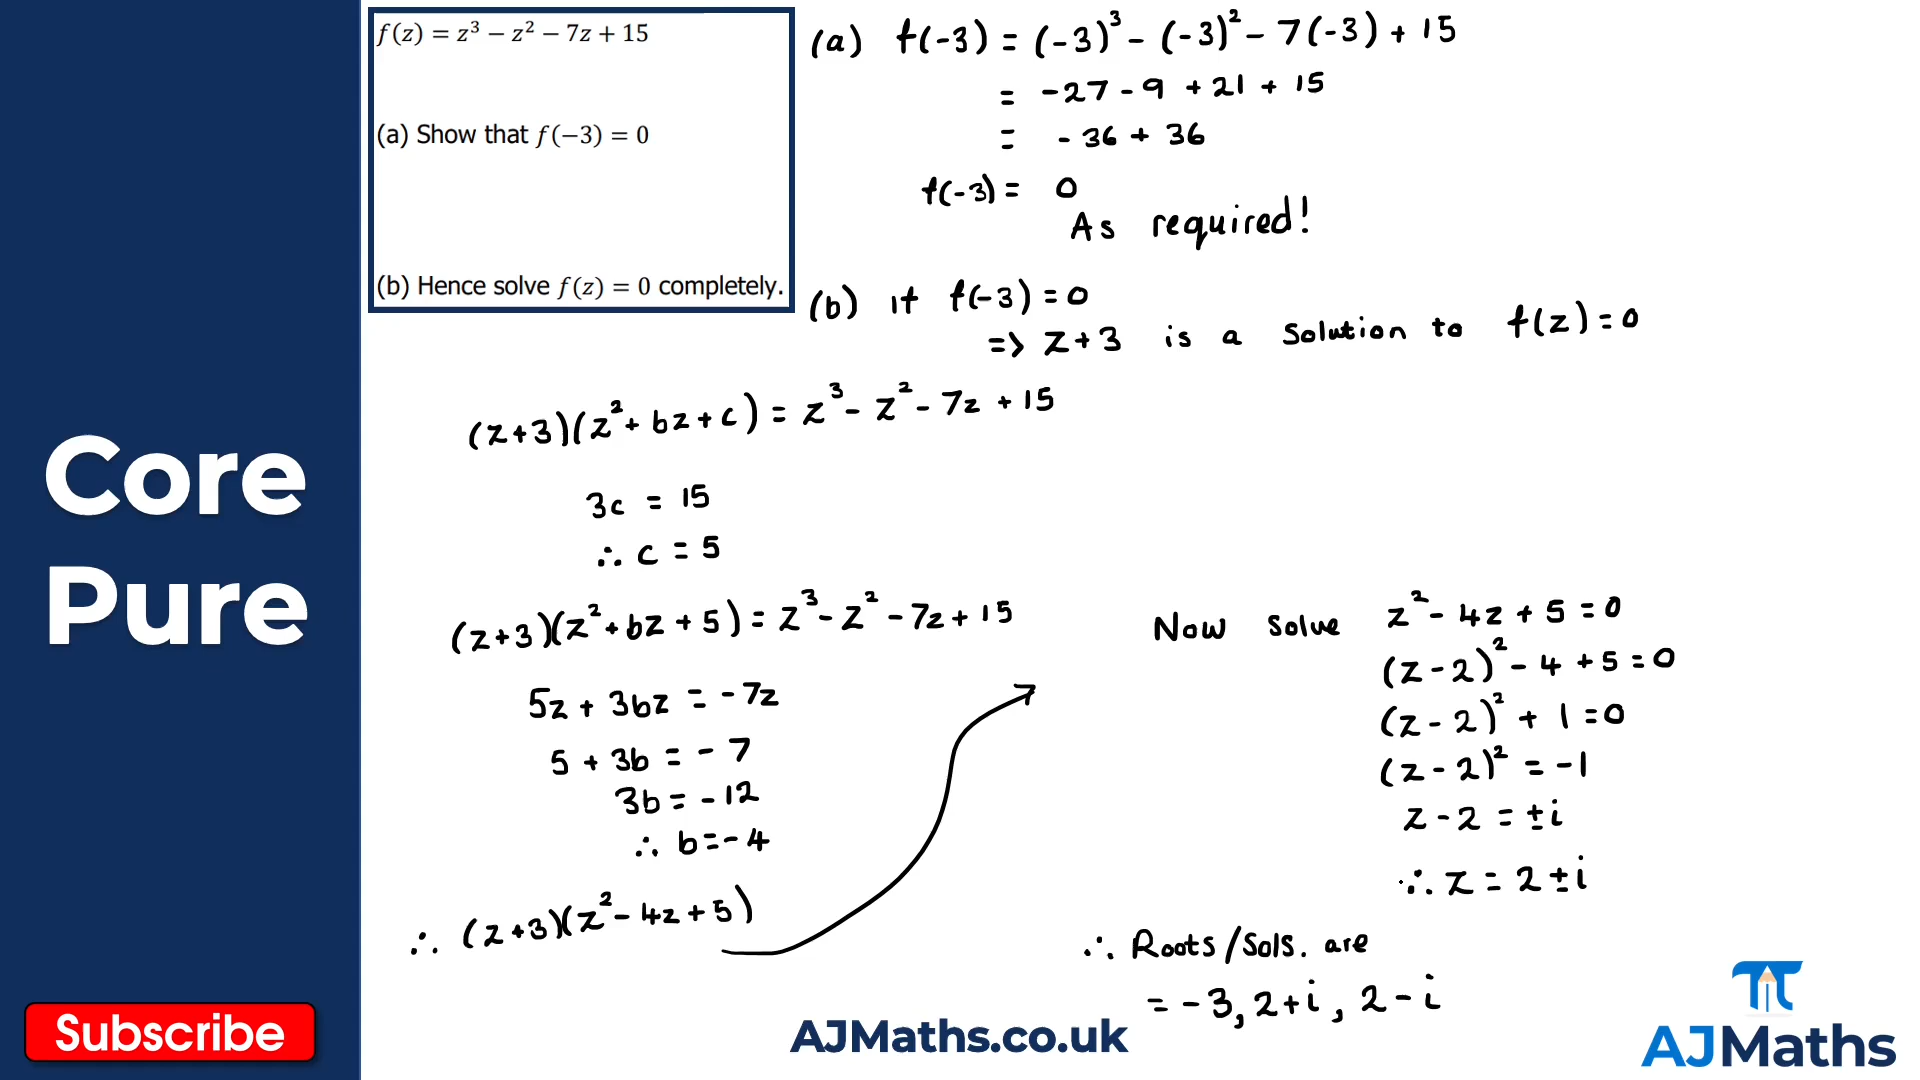 Core
Pure
Subscribe
f(z) = z³ − z² − 7z + 15
(a) Show that f(−3) = 0
(b) Hence solve f(z) = 0 completely.
(a) f(-3) = (-3)³ - (-3)² - 7(-3) + 15
= -27 - 9 + 21 + 15
= -36 + 36
f(-3) = 0
As required!
(b) If f(-3) = 0
=> z+3 is a solution to f(z) = 0
(z+3)(z² + bz + c) = z³ - z² - 7z + 15
3c = 15
∴ c = 5
(z+3)(z² + bz + 5) = z³ - z² - 7z + 15
5z + 3bz = -7z
5 + 3b = -7
3b = -12
∴ b = -4
∴ (z+3)(z² - 4z + 5)
Now solve z² - 4z + 5 = 0
(z - 2)² - 4 + 5 = 0
(z - 2)² + 1 = 0
(z - 2)² = -1
z - 2 = ±i
∴ z = 2 ± i
∴ Roots/Sols. are
= -3, 2+i, 2-i
AJMaths.co.uk
AJMaths